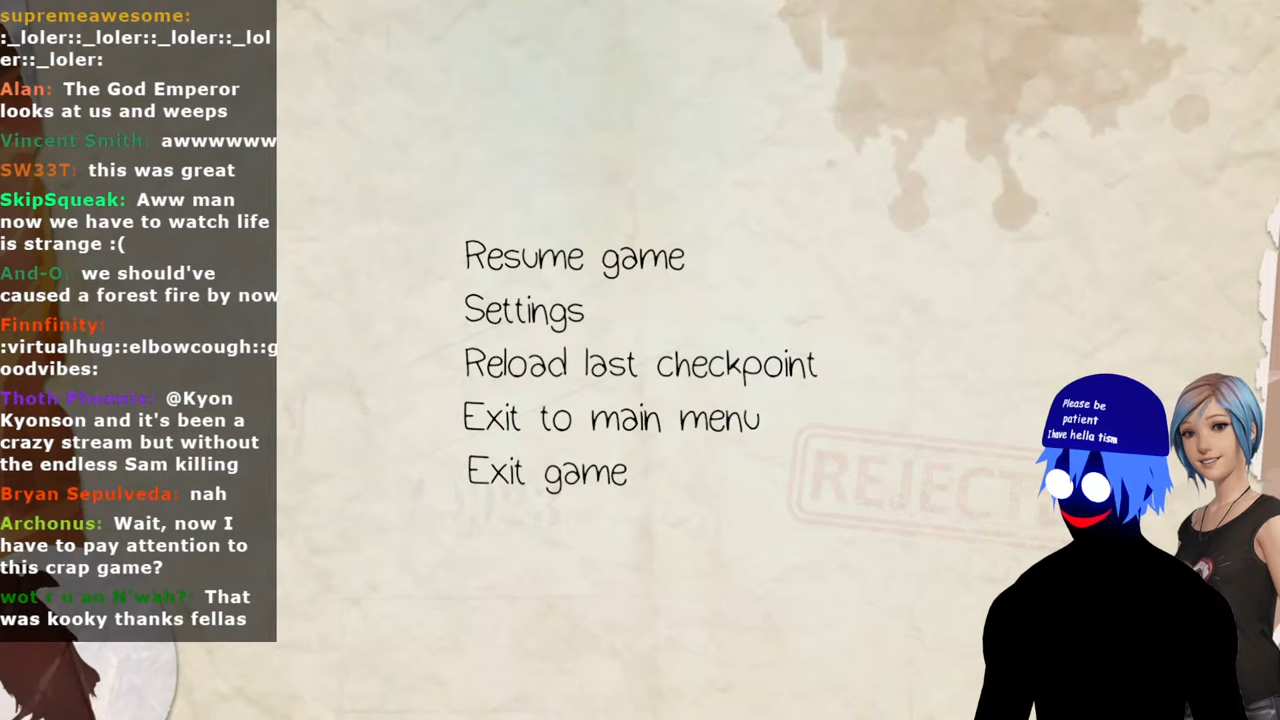 supremeawesome:
:_loler::_loler::_loler::_lol
er::_loler:
Alan: The God Emperor
looks at us and weeps
Vincent Smith: awwwwww
SW33T: this was great
SkipSqueak: Aww man
now we have to watch life
is strange :(
And-O: we should've
caused a forest fire by now
Finnfinity:
:virtualhug::elbowcough::g
oodvibes:
Thoth Phoenix: @Kyon
Kyonson and it's been a
crazy stream but without
the endless Sam killing
Bryan Sepulveda: nah
Archonus: Wait, now I
have to pay attention to
this crap game?
wot r u an N'wah?: That
was kooky thanks fellas
Resume game
Settings
Reload last checkpoint
Exit to main menu
Exit game
REJECT
Please be
patient
I have hella tism